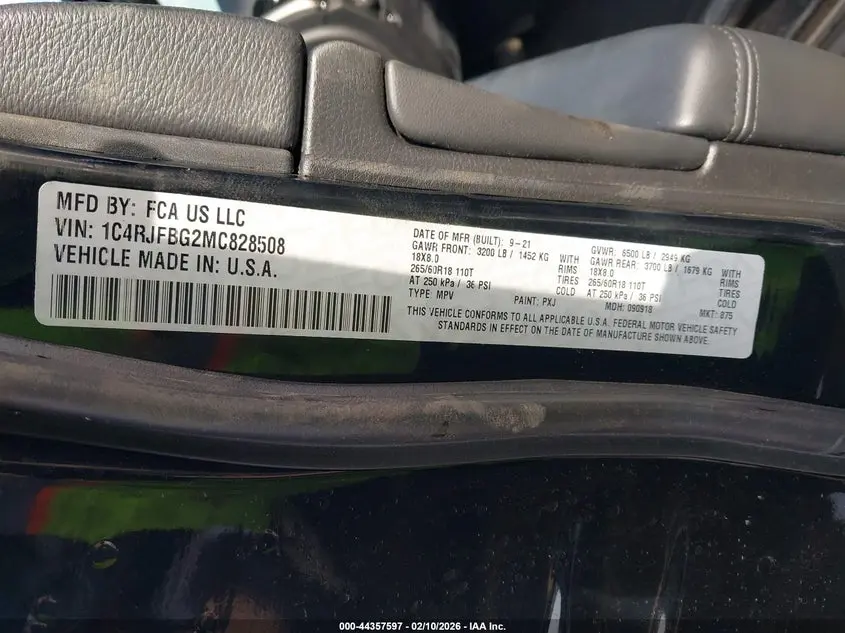 MFD BY: FCA US LLC
VIN: 1C4RJFBG2MC828508
VEHICLE MADE IN: U.S.A.
DATE OF MFR (BUILT): 9-21
GAWR FRONT: 3200 LB / 1452 KG WITH
18X8.0 RIMS
265/60R18 110T TIRES
AT 250 kPa / 36 PSI COLD
TYPE: MPV PAINT: PXJ
GVWR: 6500 LB / 2949 KG
GAWR REAR: 3700 LB / 1679 KG WITH
18X8.0 RIMS
265/60R18 110T TIRES
AT 250 kPa / 36 PSI COLD
MDH: 090918 MKT: 875
THIS VEHICLE CONFORMS TO ALL APPLICABLE U.S.A. FEDERAL MOTOR VEHICLE SAFETY
STANDARDS IN EFFECT ON THE DATE OF MANUFACTURE SHOWN ABOVE.
000-44357597 - 02/10/2026 - IAA Inc.